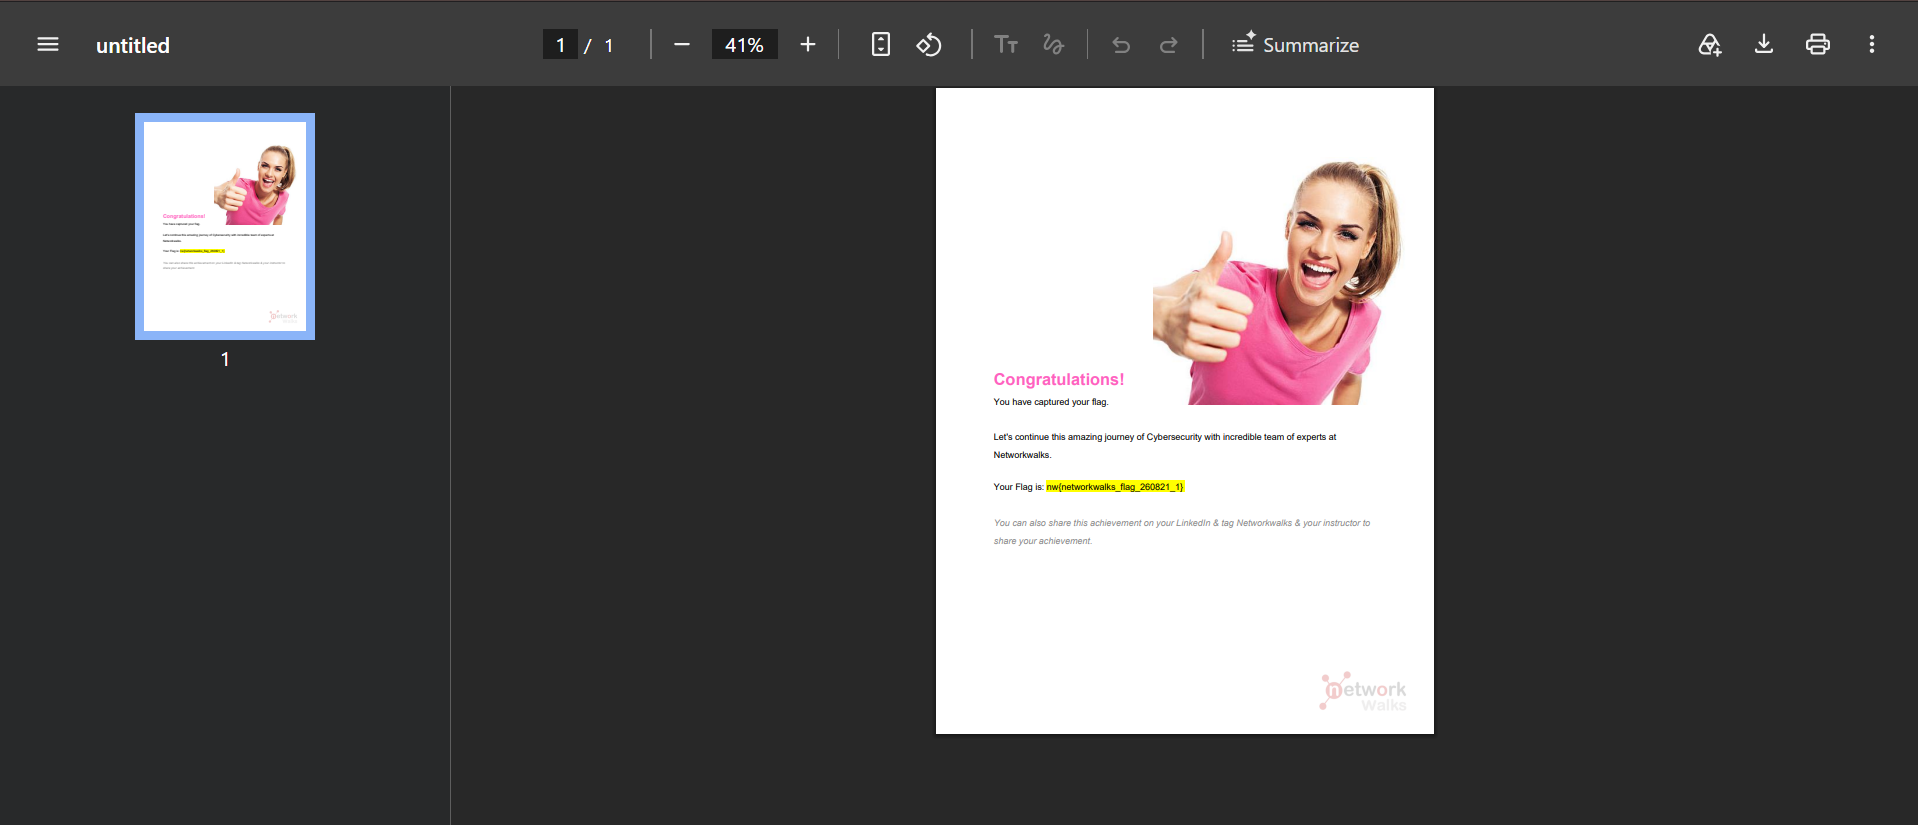 untitled
1 / 1
41%
Summarize
1
Congratulations!
You have captured your flag.
Let's continue this amazing journey of Cybersecurity with incredible team of experts at
Networkwalks.
Your Flag is: nw{networkwalks_flag_260821_1}
You can also share this achievement on your LinkedIn & tag Networkwalks & your instructor to
share your achievement.
network
Walks